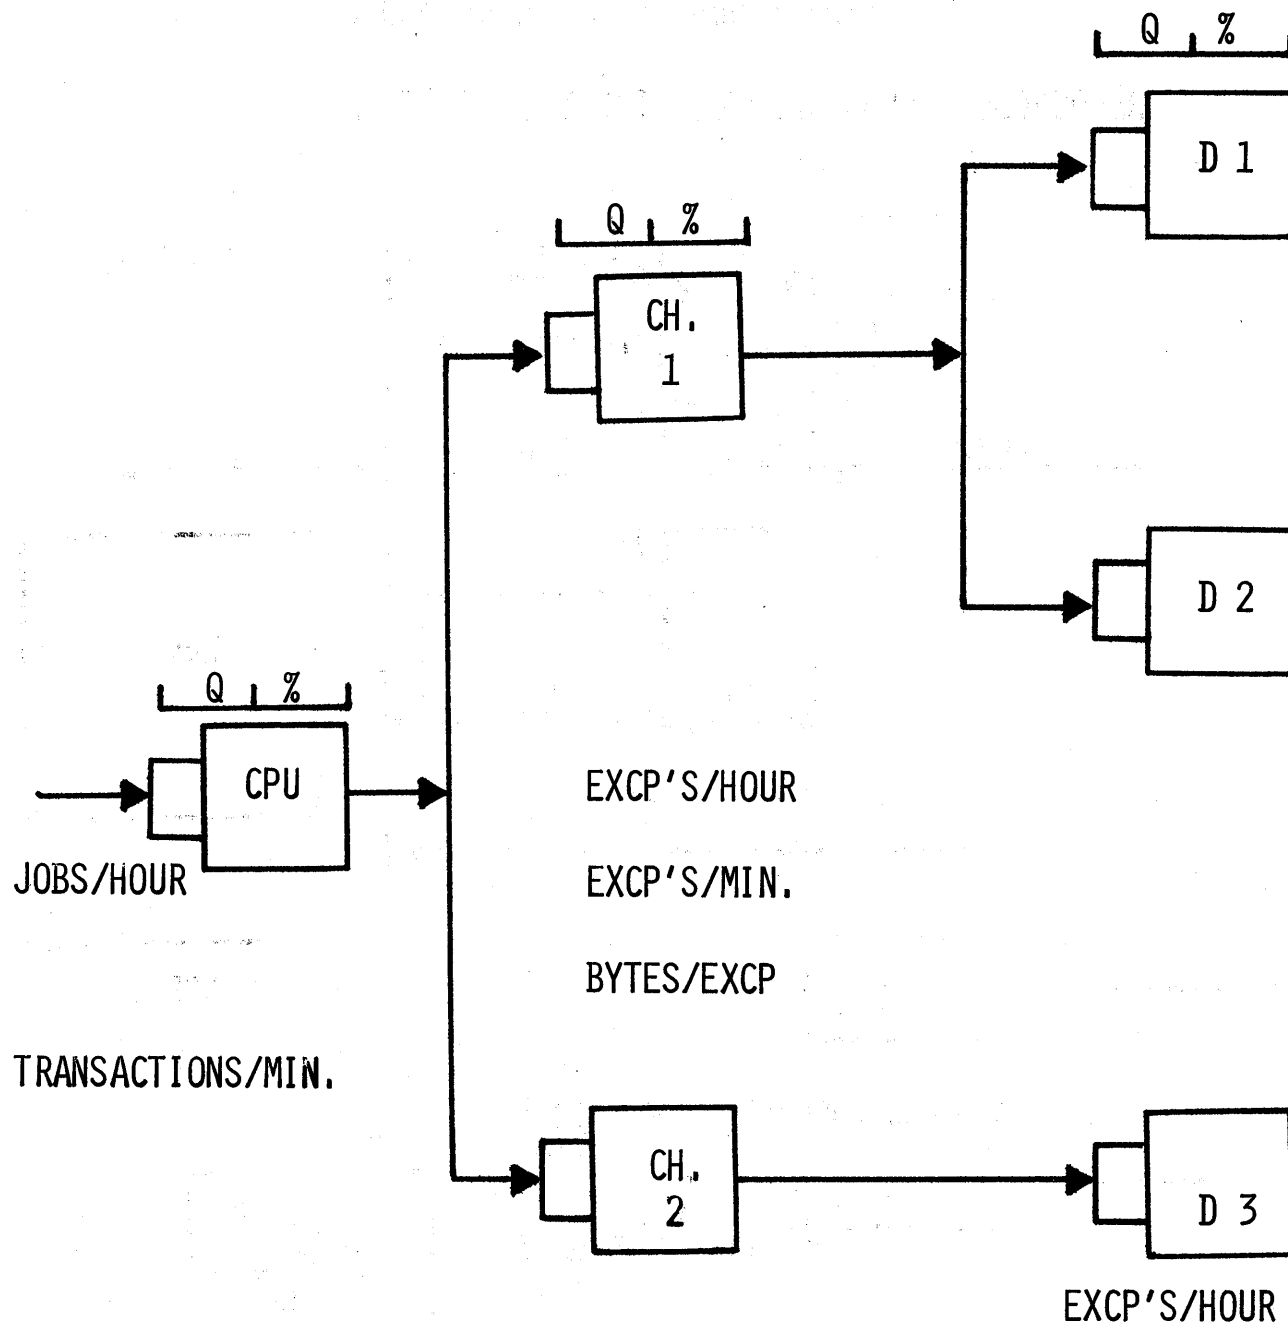 Q %
D 1
Q %
CH.
1
D 2
Q %
CPU
JOBS/HOUR
EXCP'S/HOUR
EXCP'S/MIN.
BYTES/EXCP
TRANSACTIONS/MIN.
CH.
2
D 3
EXCP'S/HOUR